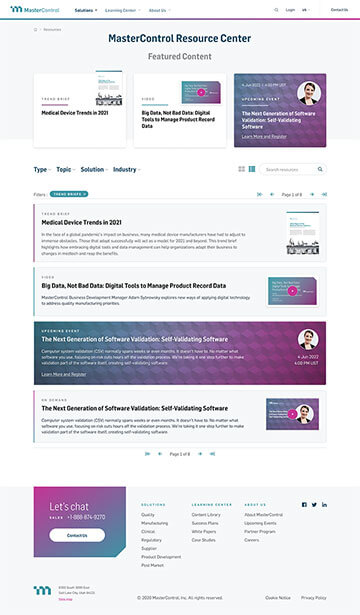 MasterControl
Solutions
Learning Center
About Us
Login
US
Contact Us
Resources
MasterControl Resource Center
Featured Content
TREND BRIEF
Medical Device Trends in 2021
VIDEO
Big Data, Not Bad Data: Digital
Tools to Manage Product Record
Data
4 Jun 2022 | 4:00 PM UST
UPCOMING EVENT
The Next Generation of Software
Validation: Self-Validating
Software
Learn More and Register
Type
Topic
Solution
Industry
Search resources
Filters:
TREND BRIEFS
Page 1 of 8
TREND BRIEF
Medical Device Trends in 2021
In the face of a global pandemic's impact on business, many medical device manufacturers have had to adjust to
immense obstacles. Those that adapt successfully will act as a model for 2021 and beyond. This trend brief
highlights how embracing digital tools and data management can help organizations adapt their business to
changes in medtech and reap the benefits.
VIDEO
Big Data, Not Bad Data: Digital Tools to Manage Product Record Data
MasterControl Business Development Manager Adam Sybrowsky explores new ways of applying digital technology
to address quality manufacturing priorities
UPCOMING EVENT
The Next Generation of Software Validation: Self-Validating Software
Computer system validation (CSV) normally spans weeks or even months. It doesn't have to. No matter what
software you use, focusing on risk cuts hours off the validation process. We're taking it one step further to make
validation part of the software itself, creating self-validating software.
Learn More and Register
4 Jun 2022
4:00 PM UST
ON DEMAND
The Next Generation of Software Validation: Self-Validating Software
Computer system validation (CSV) normally spans weeks or even months. It doesn't have to. No matter what software
you use, focusing on risk cuts hours off the validation process. We're taking it one step further to make validation
part of the software itself, creating self-validating software.
Page 1 of 8
Let's chat
SALES +1-888-874-9270
Contact Us
SOLUTIONS
Quality
Manufacturing
Clinical
Regulatory
Supplier
Product Development
Post Market
LEARNING CENTER
Content Library
Success Plans
White Papers
Case Studies
ABOUT US
About MasterControl
Upcoming Events
Partner Program
Careers
6350 South 3000 East
Salt Lake City, Utah 84121
View map
© 2020 MasterControl, Inc. All rights reserved.
Cookie Notice
Privacy Policy